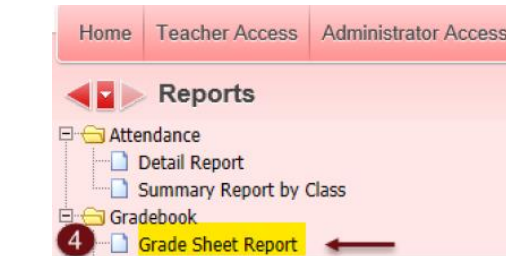 Home Teacher Access Administrator Access
Reports
Attendance
Detail Report
Summary Report by Class
Gradebook
4 Grade Sheet Report